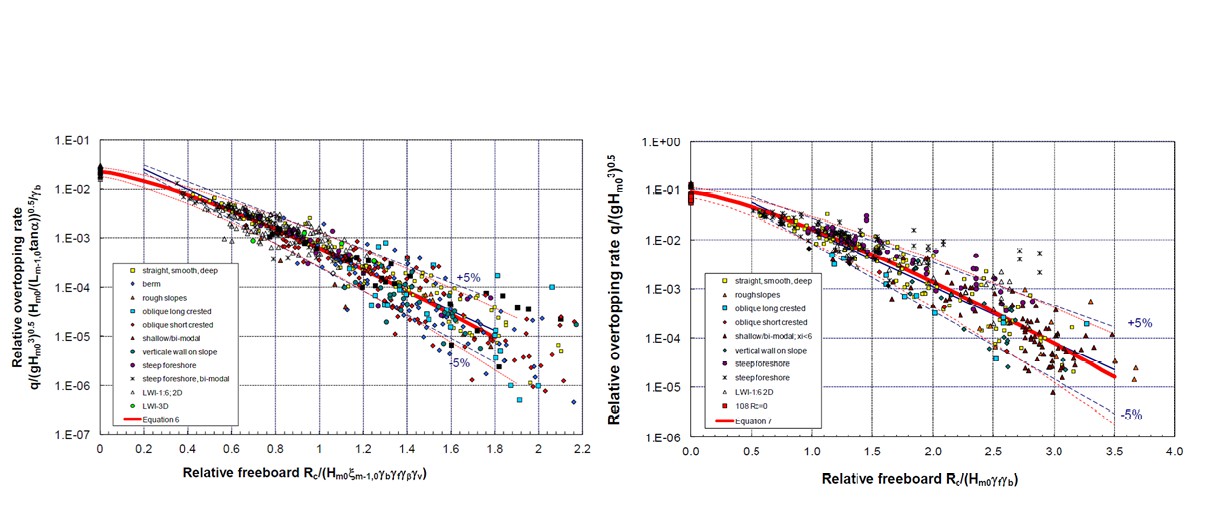 Relative overtopping rate
q/(gHm0³)^0.5 (Hm0/(Lm-1,0tanα))^0.5/γb
1.E-01
1.E-02
1.E-03
1.E-04
1.E-05
1.E-06
1.E-07
straight, smooth, deep
berm
rough slopes
oblique long crested
oblique short crested
shallow/bi-modal
verticale wall on slope
steep foreshore
steep foreshore, bi-modal
LWI-1:6; 2D
LWI-3D
Equation 6
+5%
-5%
0 0.2 0.4 0.6 0.8 1 1.2 1.4 1.6 1.8 2 2.2
Relative freeboard Rc/(Hm0ξm-1,0γbγfγβγv)
Relative overtopping rate q/(gHm0³)^0.5
1.E+00
1.E-01
1.E-02
1.E-03
1.E-04
1.E-05
1.E-06
straight, smooth, deep
rough slopes
oblique long crested
oblique short crested
shallow/bi-modal; xi<6
vertical wall on slope
steep foreshore
steep foreshore
LWI-1:6 2D
108 Rc=0
Equation 7
+5%
-5%
0.0 0.5 1.0 1.5 2.0 2.5 3.0 3.5 4.0
Relative freeboard Rc/(Hm0γfγb)